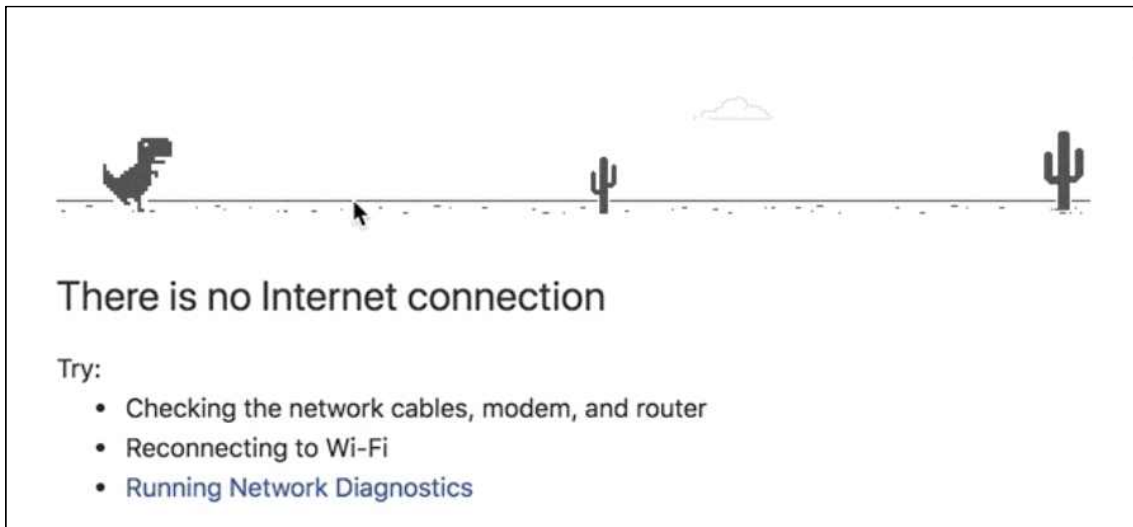 There is no Internet connection
Try:
• Checking the network cables, modem, and router
• Reconnecting to Wi-Fi
• Running Network Diagnostics